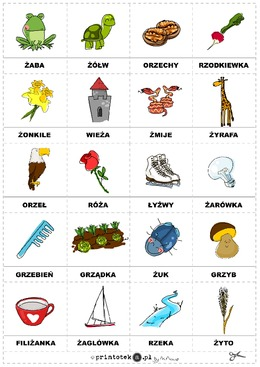 ŻABA ŻÓŁW ORZECHY RZODKIEWKA
ŻONKILE WIEŻA ŻMIJE ŻYRAFA
ORZEŁ RÓŻA ŁYŻWY ŻARÓWKA
GRZEBIEŃ GRZĄDKA ŻUK GRZYB
FILIŻANKA ŻAGLÓWKA RZEKA ŻYTO
printotek.pl